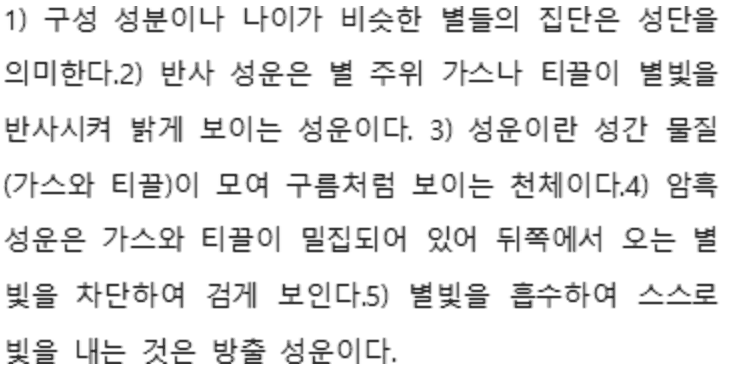 1) 구성 성분이나 나이가 비슷한 별들의 집단은 성단을
의미한다.2) 반사 성운은 별 주위 가스나 티끌이 별빛을
반사시켜 밝게 보이는 성운이다. 3) 성운이란 성간 물질
(가스와 티끌)이 모여 구름처럼 보이는 천체이다.4) 암흑
성운은 가스와 티끌이 밀집되어 있어 뒤쪽에서 오는 별
빛을 차단하여 검게 보인다.5) 별빛을 흡수하여 스스로
빛을 내는 것은 방출 성운이다.